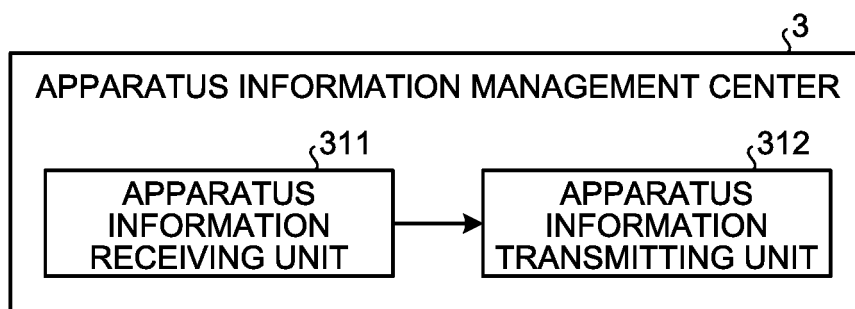 3
APPARATUS INFORMATION MANAGEMENT CENTER
311
APPARATUS
INFORMATION
RECEIVING UNIT
312
APPARATUS
INFORMATION
TRANSMITTING UNIT